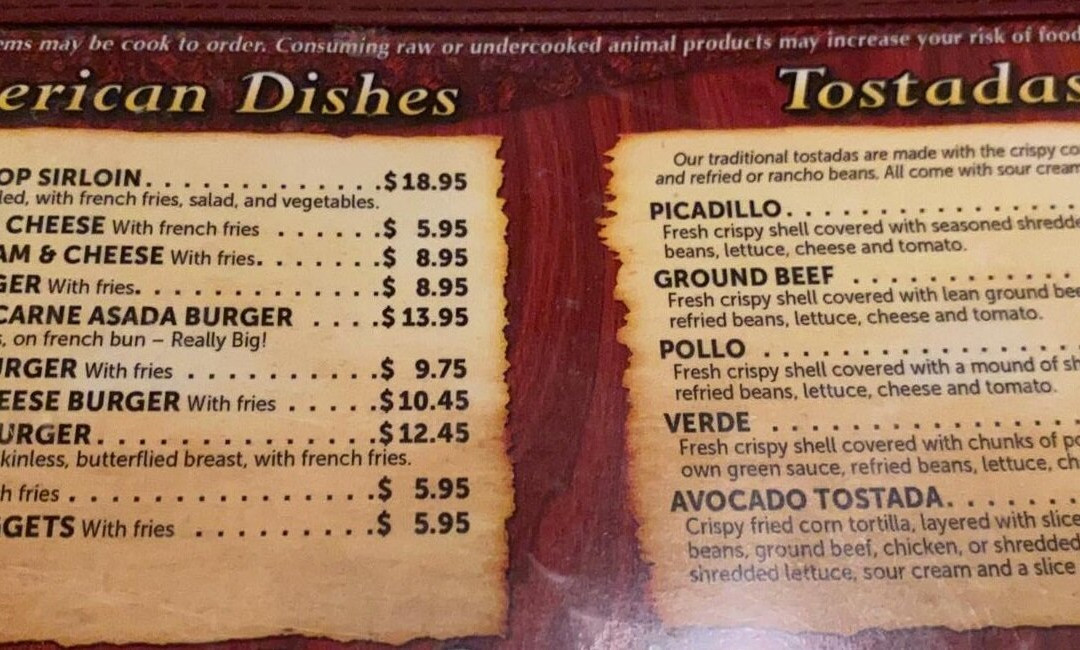 ems may be cook to order. Consuming raw or undercooked animal products may increase your risk of food
erican Dishes
OP SIRLOIN. . . . . . . . . . . . .$18.95
led, with french fries, salad, and vegetables.
CHEESE With french fries . . . . . . .$ 5.95
AM & CHEESE With fries. . . . . . .$ 8.95
GER With fries. . . . . . . . . . . . .$ 8.95
CARNE ASADA BURGER . . . .$13.95
s, on french bun – Really Big!
URGER With fries . . . . . . . . . . .$ 9.75
EESE BURGER With fries . . . . .$10.45
URGER. . . . . . . . . . . . . . .$12.45
kinless, butterflied breast, with french fries.
h fries . . . . . . . . . . . . . . . . .$ 5.95
GGETS With fries . . . . . . . . . .$ 5.95
Tostadas
Our traditional tostadas are made with the crispy co
and refried or rancho beans. All come with sour cream
PICADILLO. . . . . . . . . . . . .
Fresh crispy shell covered with seasoned shredde
beans, lettuce, cheese and tomato.
GROUND BEEF . . . . . . . . . .
Fresh crispy shell covered with lean ground bee
refried beans, lettuce, cheese and tomato.
POLLO . . . . . . . . . . . . . . .
Fresh crispy shell covered with a mound of sh
refried beans, lettuce, cheese and tomato.
VERDE . . . . . . . . . . . . . . .
Fresh crispy shell covered with chunks of po
own green sauce, refried beans, lettuce, ch
AVOCADO TOSTADA. . . . . .
Crispy fried corn tortilla, layered with slice
beans, ground beef, chicken, or shredded
shredded lettuce, sour cream and a slice